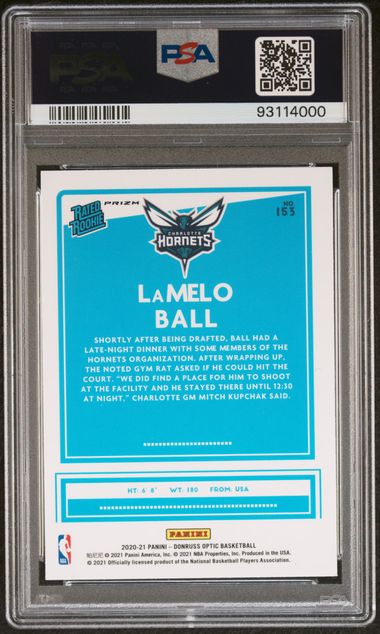 PSA
PSA
93114000
RATED ROOKIE
PRIZM
CHARLOTTE
HORNETS
NO.
153
LaMELO
BALL
SHORTLY AFTER BEING DRAFTED, BALL HAD A
LATE-NIGHT DINNER WITH SOME MEMBERS OF THE
HORNETS ORGANIZATION. AFTER WRAPPING UP,
THE NOTED GYM RAT ASKED IF HE COULD HIT THE
COURT. "WE DID FIND A PLACE FOR HIM TO SHOOT
AT THE FACILITY AND HE STAYED THERE UNTIL 12:30
AT NIGHT," CHARLOTTE GM MITCH KUPCHAK SAID.
HT: 6' 8" WT: 180 FROM: USA
PANINI
2020-21 PANINI - DONRUSS OPTIC BASKETBALL
帕尼尼 © 2021 Panini America, Inc. © 2021 NBA Properties, Inc. Produced in the USA.
© 2021 Officially licensed product of the National Basketball Players Association.
NBA